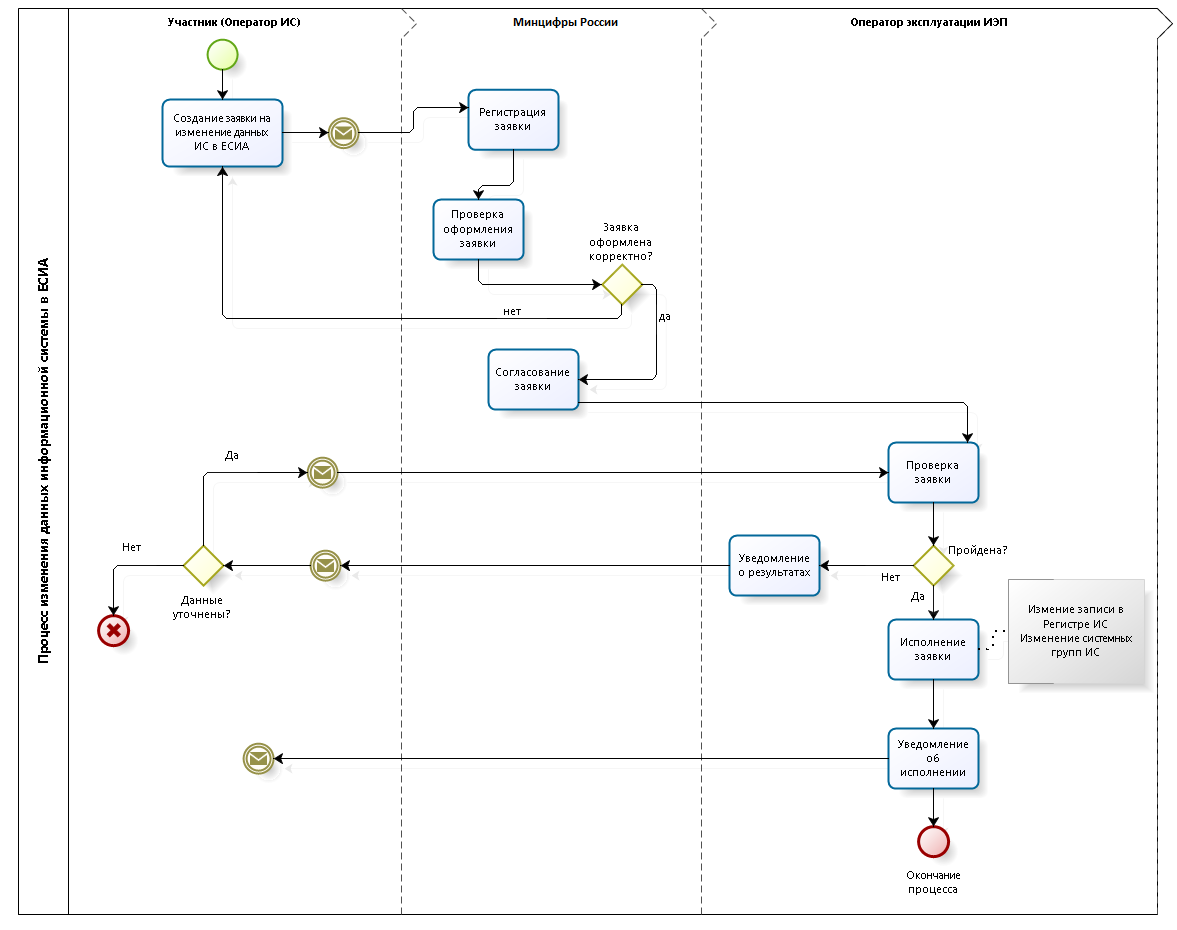 Процесс изменения данных информационной системы в ЕСИА
Участник (Оператор ИС)
Минцифры России
Оператор эксплуатации ИЭП
Создание заявки на
изменение данных
ИС в ЕСИА
Регистрация
заявки
Проверка
оформления
заявки
Заявка
оформлена
корректно?
нет
да
Согласование
заявки
Да
Проверка
заявки
Нет
Данные
уточнены?
Уведомление
о результатах
Пройдена?
Нет
Да
Исполнение
заявки
Измение записи в
Регистре ИС
Изменение системных
групп ИС
Уведомление
об
исполнении
Окончание
процесса